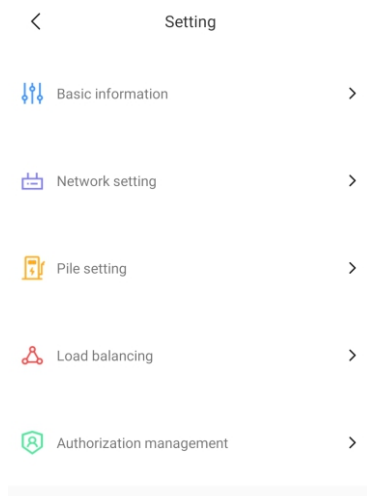 Setting
Basic information
Network setting
Pile setting
Load balancing
Authorization management